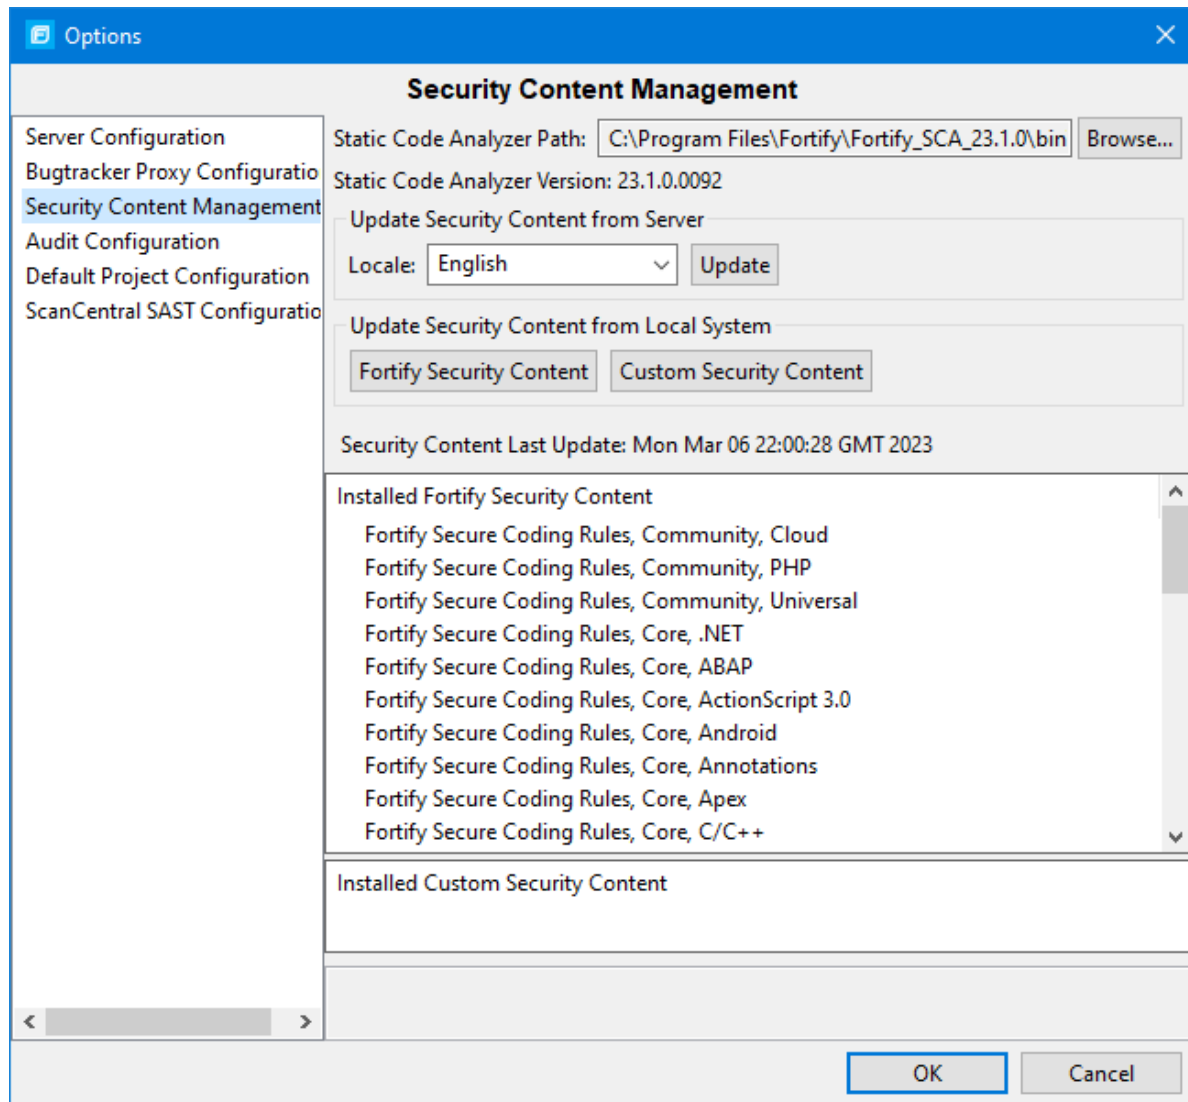 Options
Security Content Management
Server Configuration
Bugtracker Proxy Configuratio
Security Content Management
Audit Configuration
Default Project Configuration
ScanCentral SAST Configuratio
Static Code Analyzer Path: C:\Program Files\Fortify\Fortify_SCA_23.1.0\bin Browse...
Static Code Analyzer Version: 23.1.0.0092
Update Security Content from Server
Locale: English Update
Update Security Content from Local System
Fortify Security Content Custom Security Content
Security Content Last Update: Mon Mar 06 22:00:28 GMT 2023
Installed Fortify Security Content
Fortify Secure Coding Rules, Community, Cloud
Fortify Secure Coding Rules, Community, PHP
Fortify Secure Coding Rules, Community, Universal
Fortify Secure Coding Rules, Core, .NET
Fortify Secure Coding Rules, Core, ABAP
Fortify Secure Coding Rules, Core, ActionScript 3.0
Fortify Secure Coding Rules, Core, Android
Fortify Secure Coding Rules, Core, Annotations
Fortify Secure Coding Rules, Core, Apex
Fortify Secure Coding Rules, Core, C/C++
Installed Custom Security Content
OK Cancel